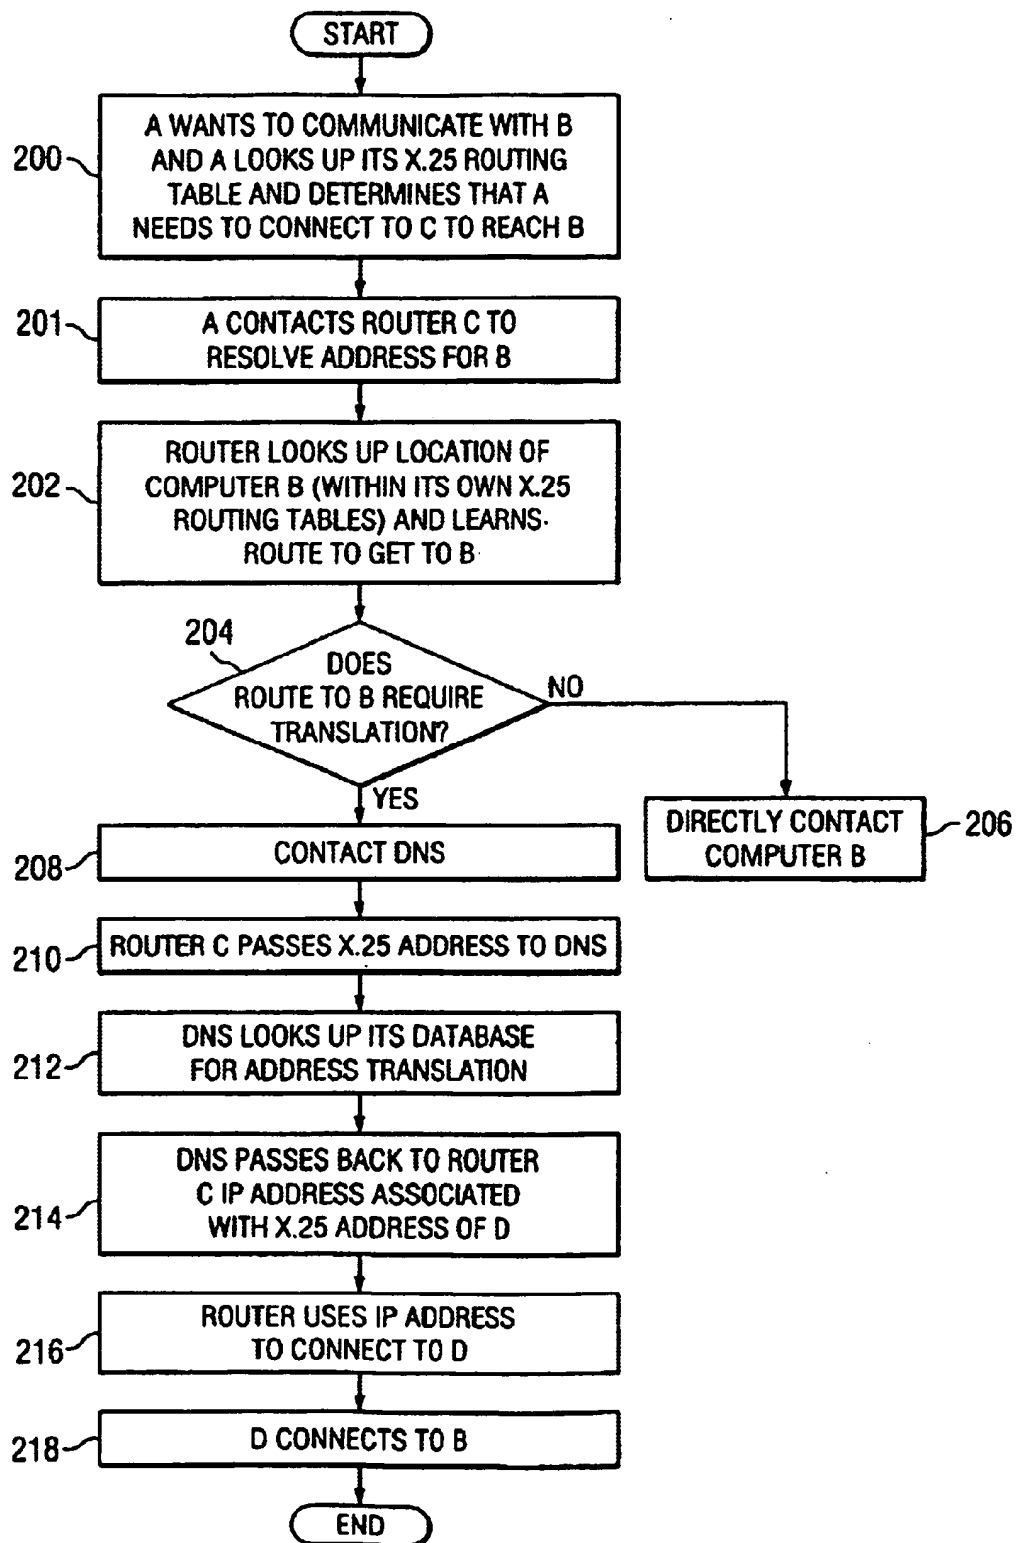 START
200
A WANTS TO COMMUNICATE WITH B
AND A LOOKS UP ITS X.25 ROUTING
TABLE AND DETERMINES THAT A
NEEDS TO CONNECT TO C TO REACH B
201
A CONTACTS ROUTER C TO
RESOLVE ADDRESS FOR B
202
ROUTER LOOKS UP LOCATION OF
COMPUTER B (WITHIN ITS OWN X.25
ROUTING TABLES) AND LEARNS
ROUTE TO GET TO B
204
DOES
ROUTE TO B REQUIRE
TRANSLATION?
NO
YES
DIRECTLY CONTACT
COMPUTER B
206
208
CONTACT DNS
210
ROUTER C PASSES X.25 ADDRESS TO DNS
212
DNS LOOKS UP ITS DATABASE
FOR ADDRESS TRANSLATION
214
DNS PASSES BACK TO ROUTER
C IP ADDRESS ASSOCIATED
WITH X.25 ADDRESS OF D
216
ROUTER USES IP ADDRESS
TO CONNECT TO D
218
D CONNECTS TO B
END